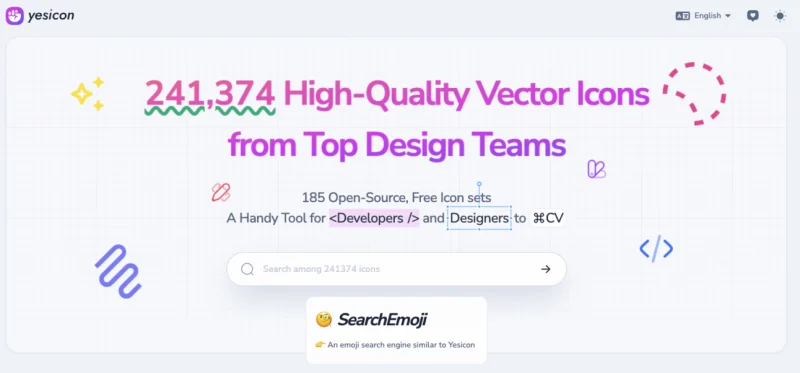 yesicon
English
241,374 High-Quality Vector Icons
from Top Design Teams
185 Open-Source, Free Icon sets
A Handy Tool for <Developers /> and Designers to ⌘CV
Search among 241374 icons
SearchEmoji
👉 An emoji search engine similar to Yesicon